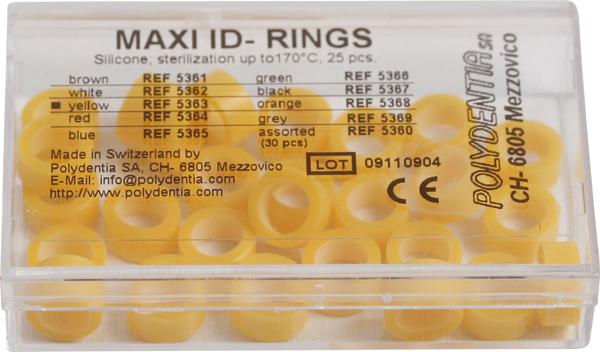 MAXI ID- RINGS
Silicone; sterilization up to170°C, 25 pcs.
brown REF 5361
white REF 5362
yellow REF 5363
red REF 5364
blue REF 5365
green REF 5366
black REF 5367
orange REF 5368
grey REF 5369
assorted REF 5360
(30 pcs)
Made in Switzerland by
Polydentia SA, CH- 6805 Mezzovico
E-Mail: info@polydentia.com
http://www.polydentia.com
LOT 09110904
CE
POLYDENTIA SA
CH- 6805 Mezzovico